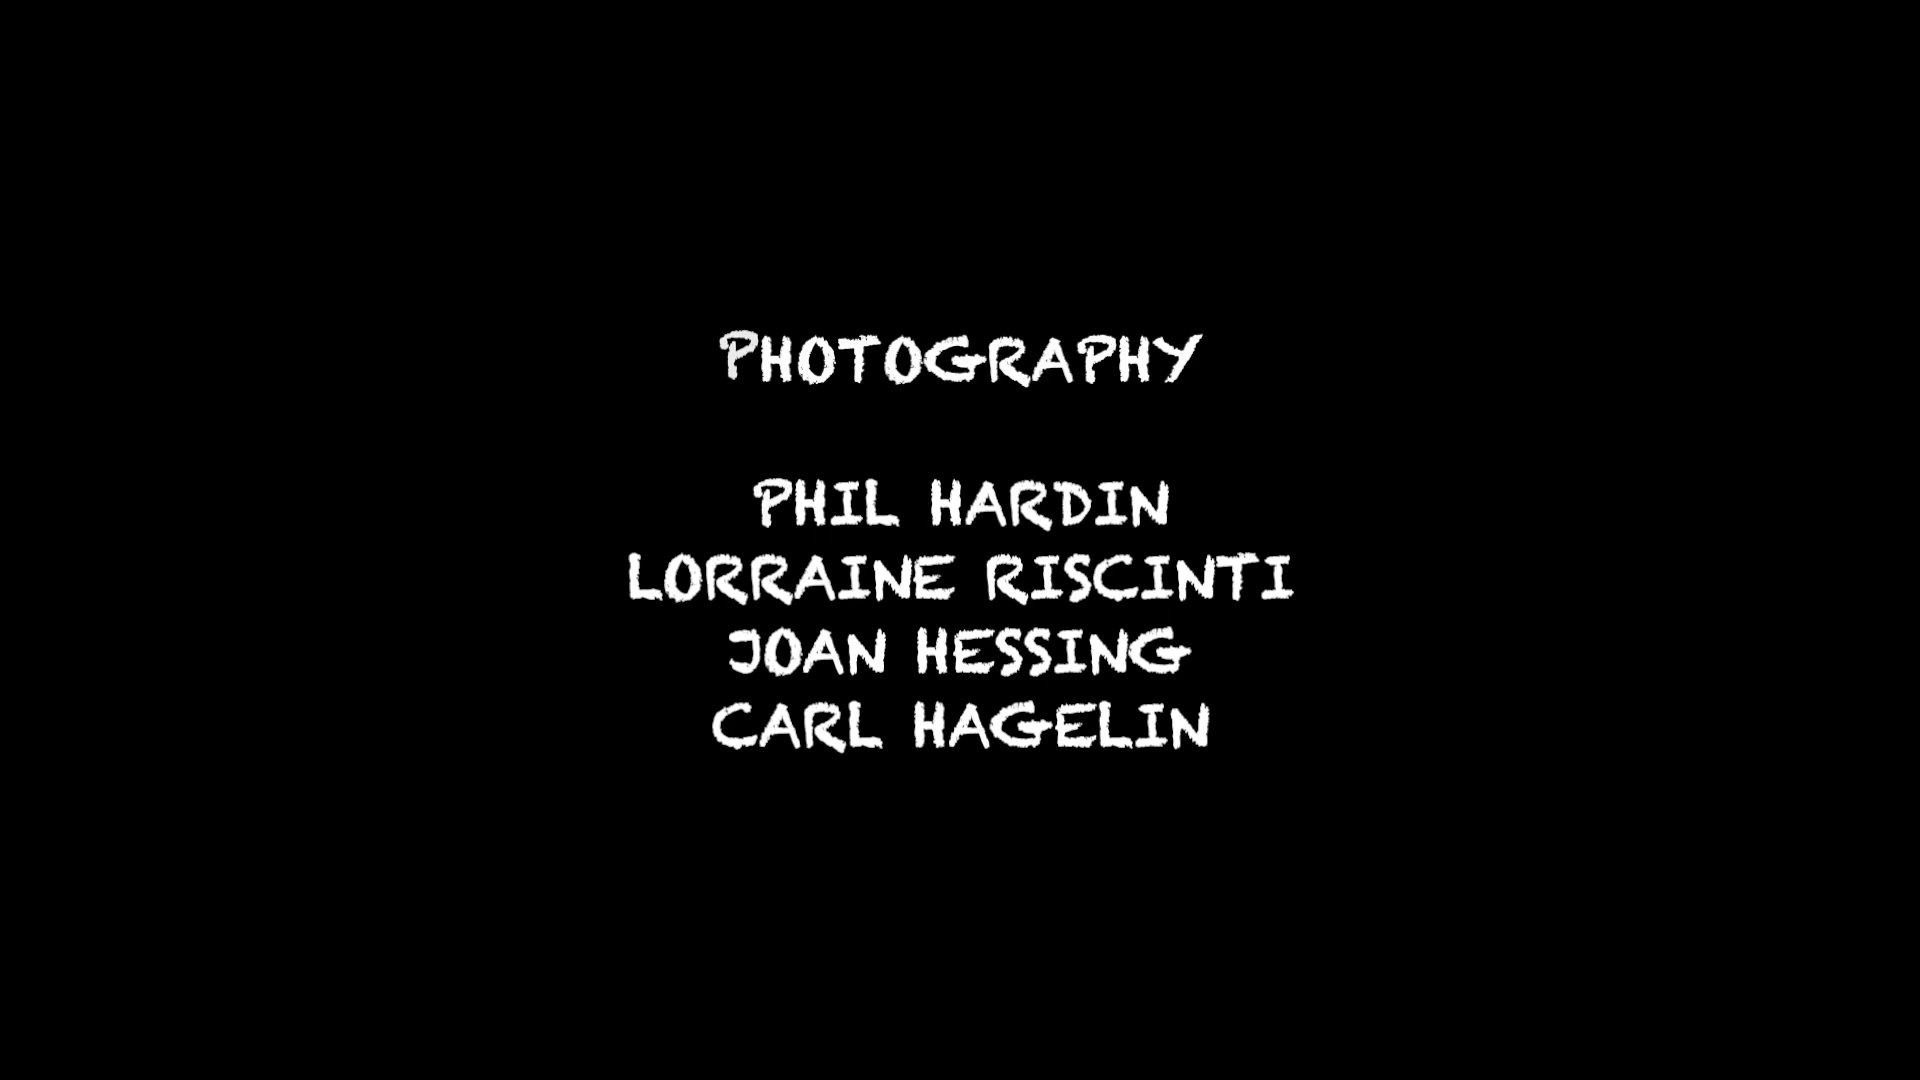 PHOTOGRAPHY
PHIL HARDIN
LORRAINE RISCINTI
JOAN HESSING
CARL HAGELIN